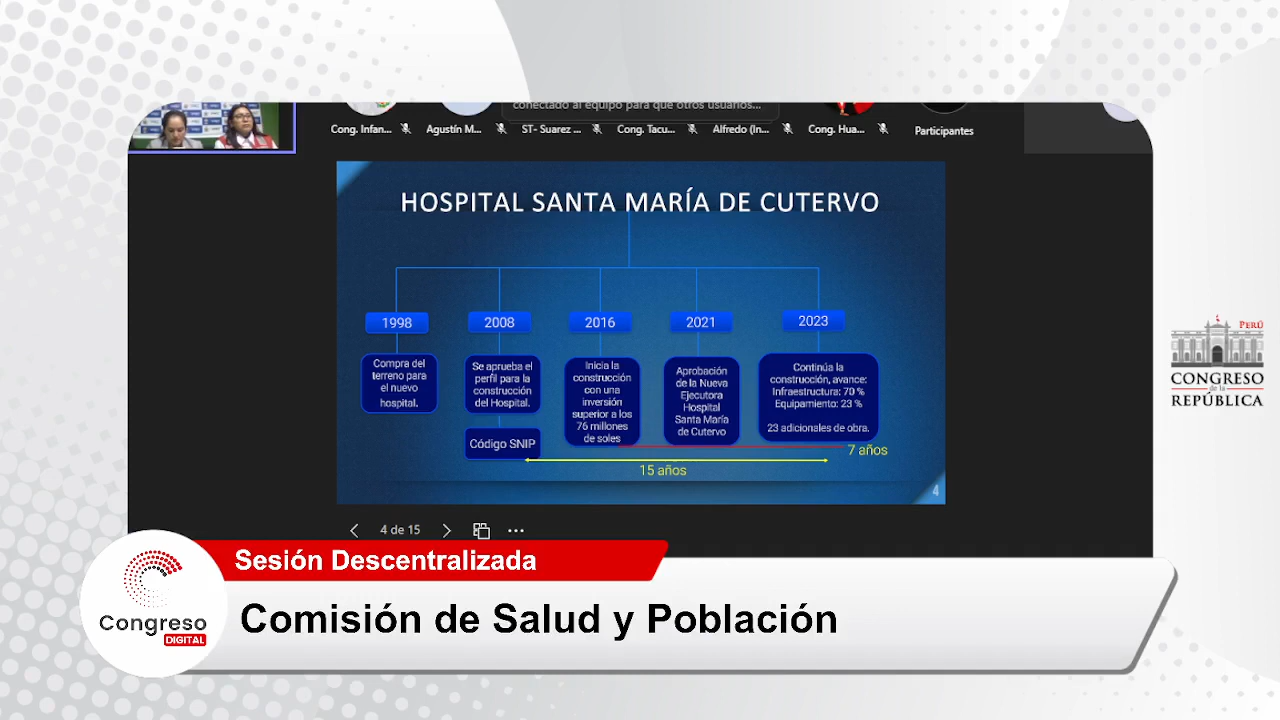 conectado al equipo para que otros usuarios...
Cong. Infan...
Agustín M...
ST- Suarez ...
Cong. Tacu...
Alfredo (In...
Cong. Hua...
Participantes
HOSPITAL SANTA MARÍA DE CUTERVO
1998
2008
2016
2021
2023
Compra del
terreno para
el nuevo
hospital.
Se aprueba el
perfil para la
construcción
del Hospital.
Código SNIP
Inicia la
construcción
con una
inversión
superior a los
76 millones
de soles
Aprobación
de la Nueva
Ejecutora
Hospital
Santa María
de Cutervo
Continúa la
construcción, avance:
Infraestructura: 70 %
Equipamiento: 23 %
23 adicionales de obra.
7 años
15 años
4
4 de 15
PERÚ
CONGRESO
de la
REPÚBLICA
Sesión Descentralizada
Comisión de Salud y Población
Congreso
DIGITAL